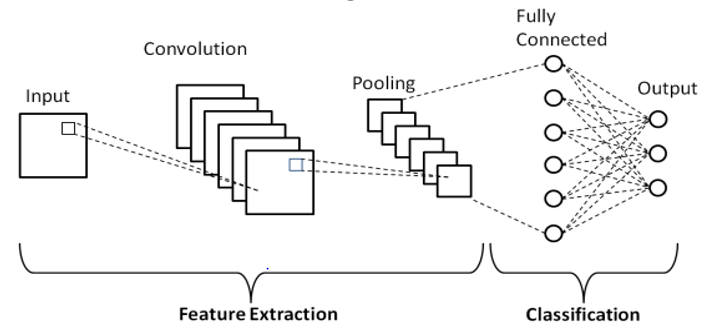 Fully
Connected
Convolution
Input
Pooling
Output
Feature Extraction
Classification